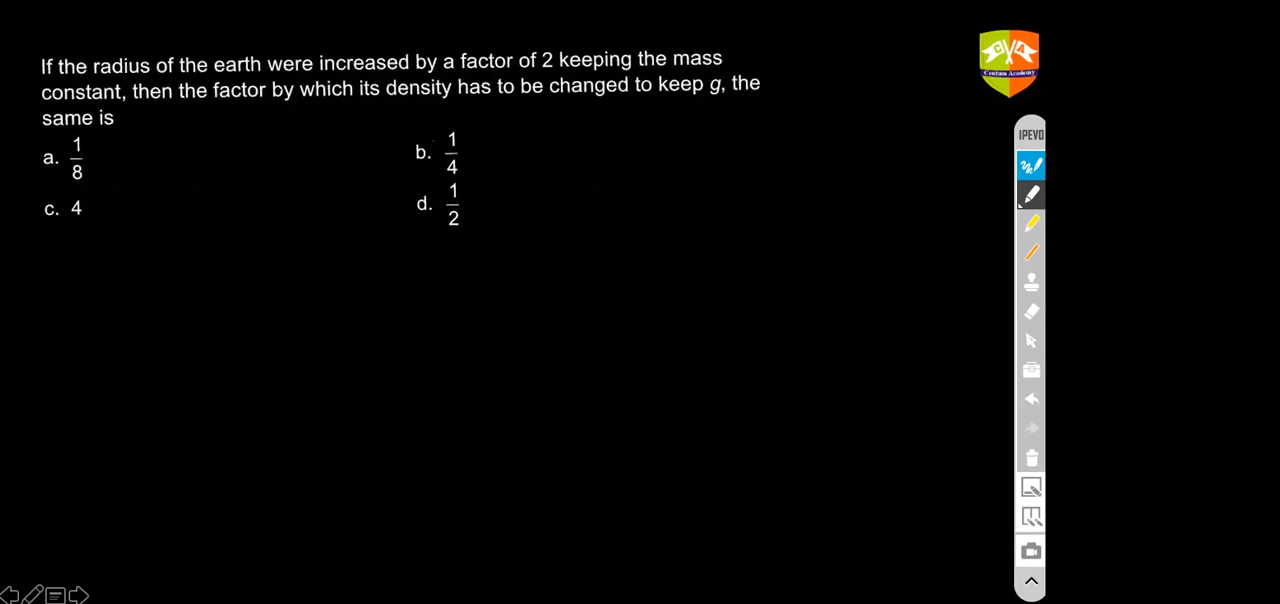 If the radius of the earth were increased by a factor of 2 keeping the mass
constant, then the factor by which its density has to be changed to keep g, the
same is
a. 1/8
b. 1/4
c. 4
d. 1/2
C A
Centum Academy
IPEVO